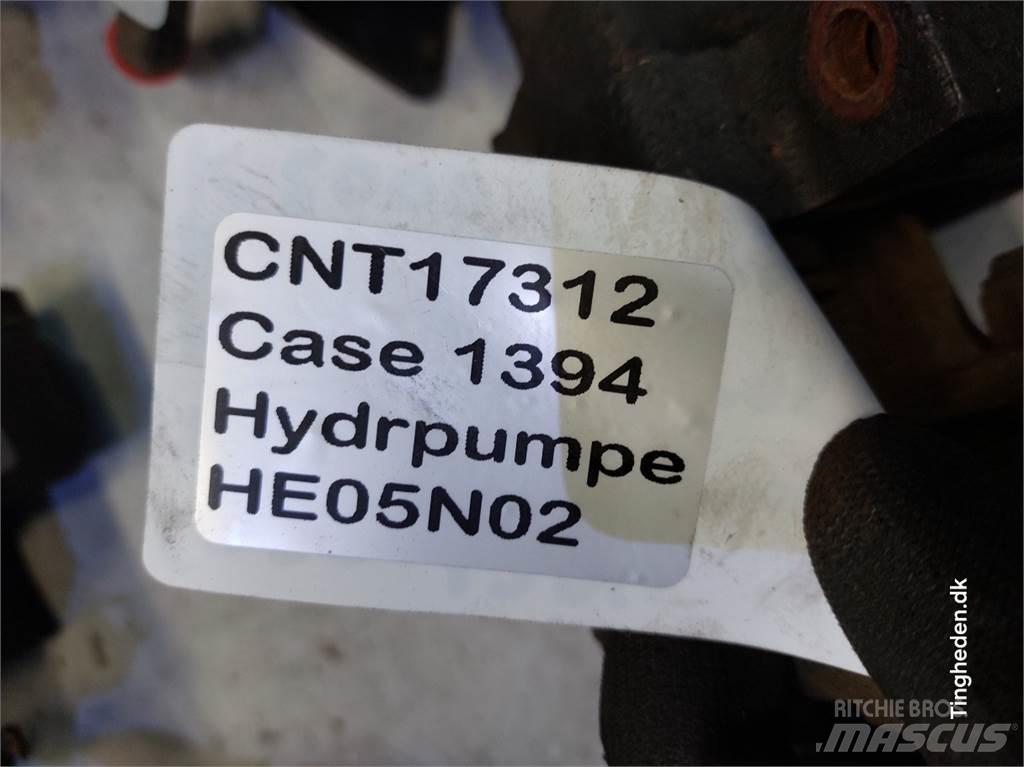 CNT17312
Case 1394
Hydrpumpe
HE05N02
Tingheden.dk
RITCHIE BROS
MASCUS